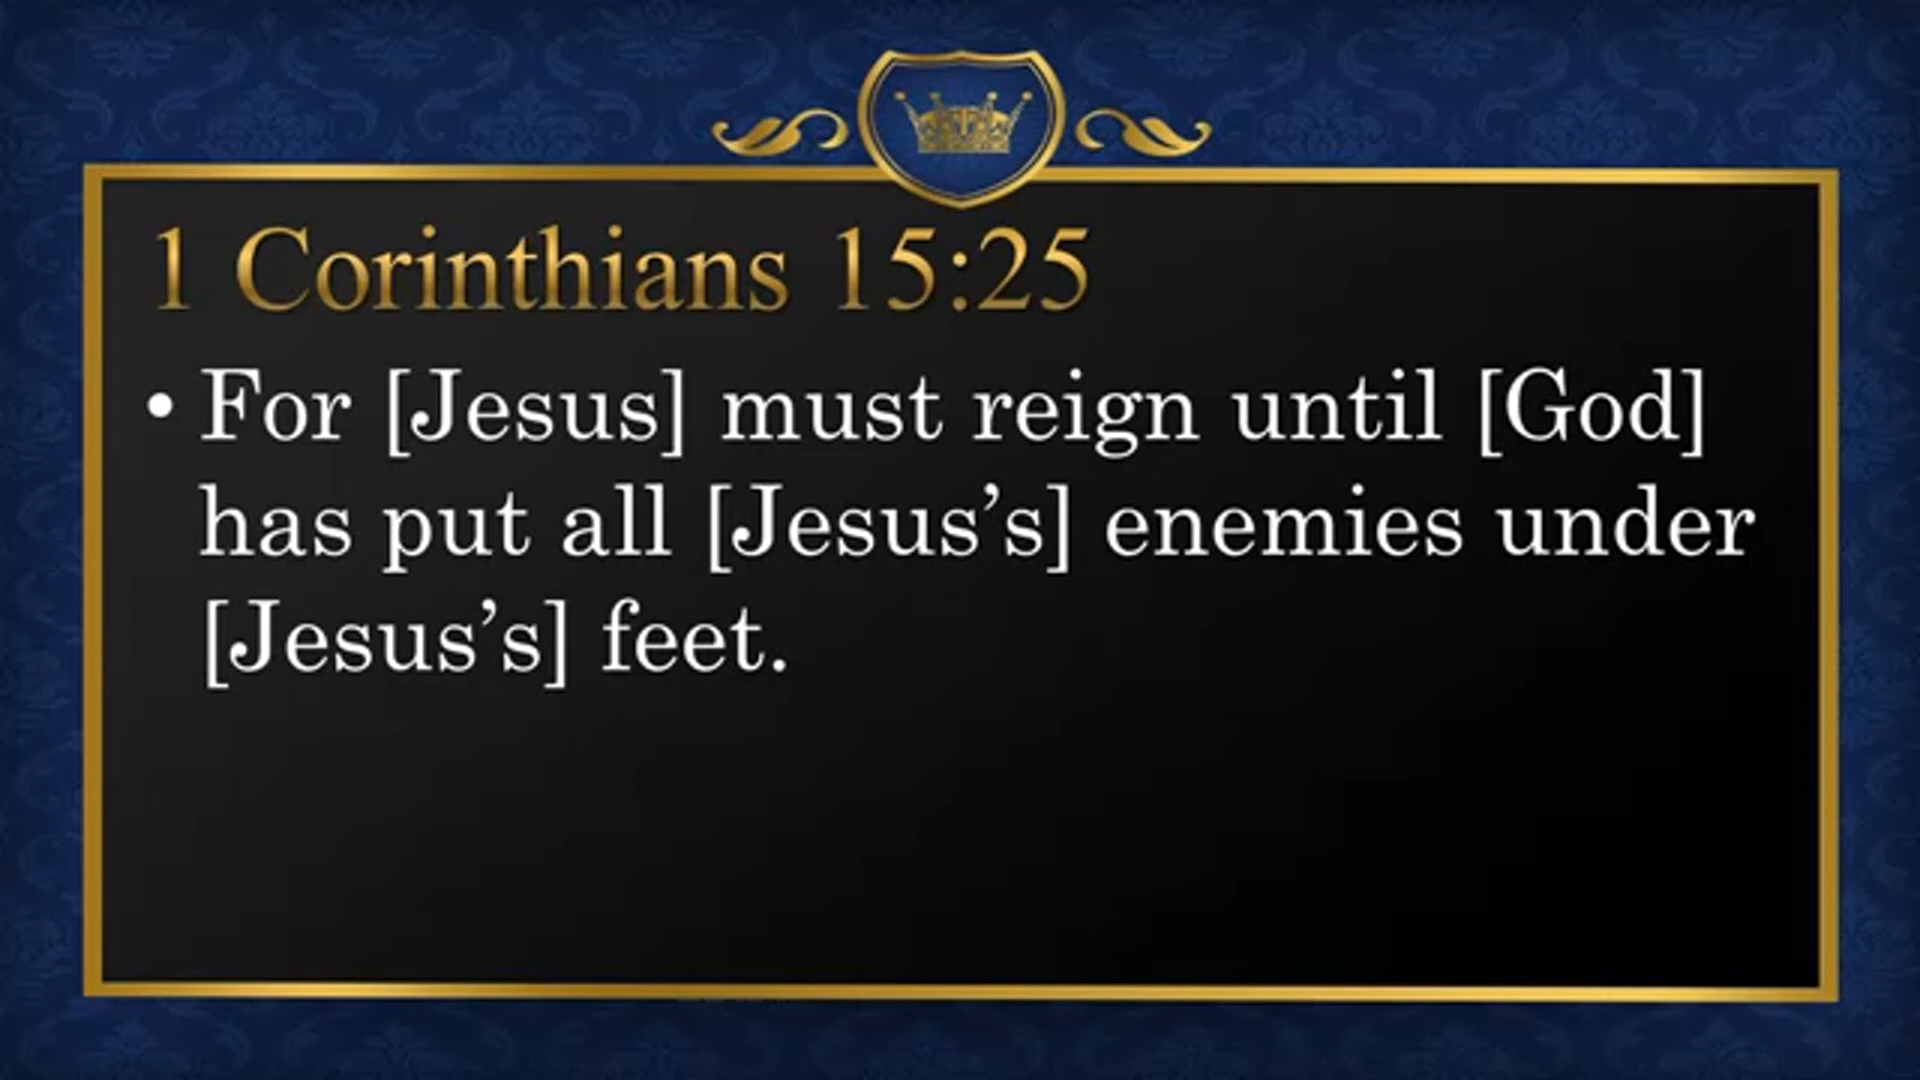 1 Corinthians 15:25
• For [Jesus] must reign until [God]
has put all [Jesus’s] enemies under
[Jesus’s] feet.